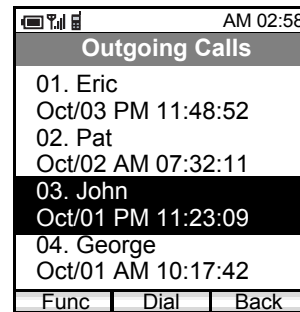 AM 02:58
Outgoing Calls
01. Eric
Oct/03 PM 11:48:52
02. Pat
Oct/02 AM 07:32:11
03. John
Oct/01 PM 11:23:09
04. George
Oct/01 AM 10:17:42
Func Dial Back